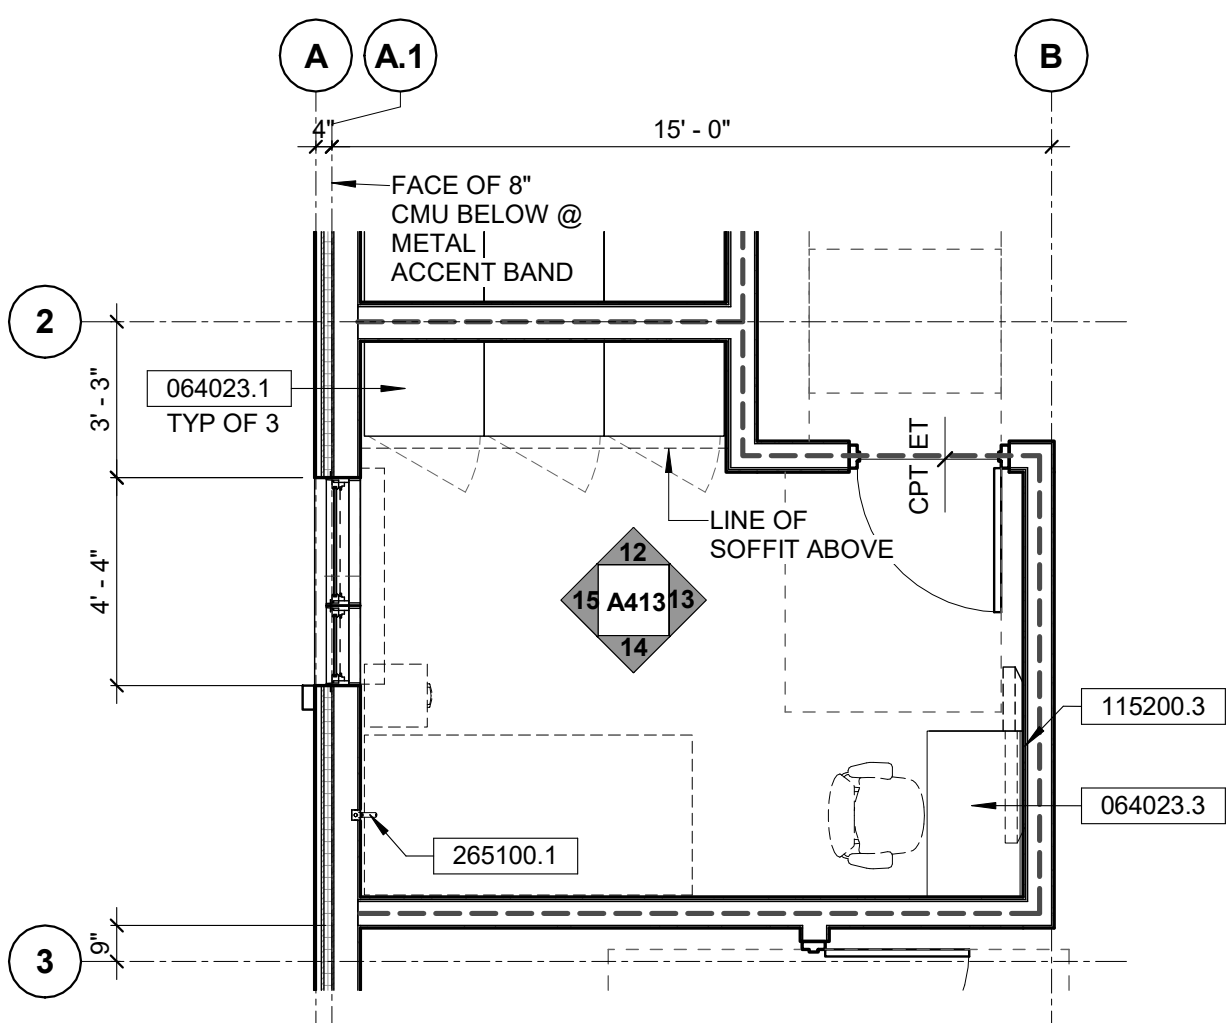 A
A.1
B
4"
15' - 0"
FACE OF 8"
CMU BELOW @
METAL
ACCENT BAND
2
3' - 3"
064023.1
TYP OF 3
CPT
ET
LINE OF
SOFFIT ABOVE
12
15
A413
13
14
4' - 4"
115200.3
064023.3
265100.1
9"
3